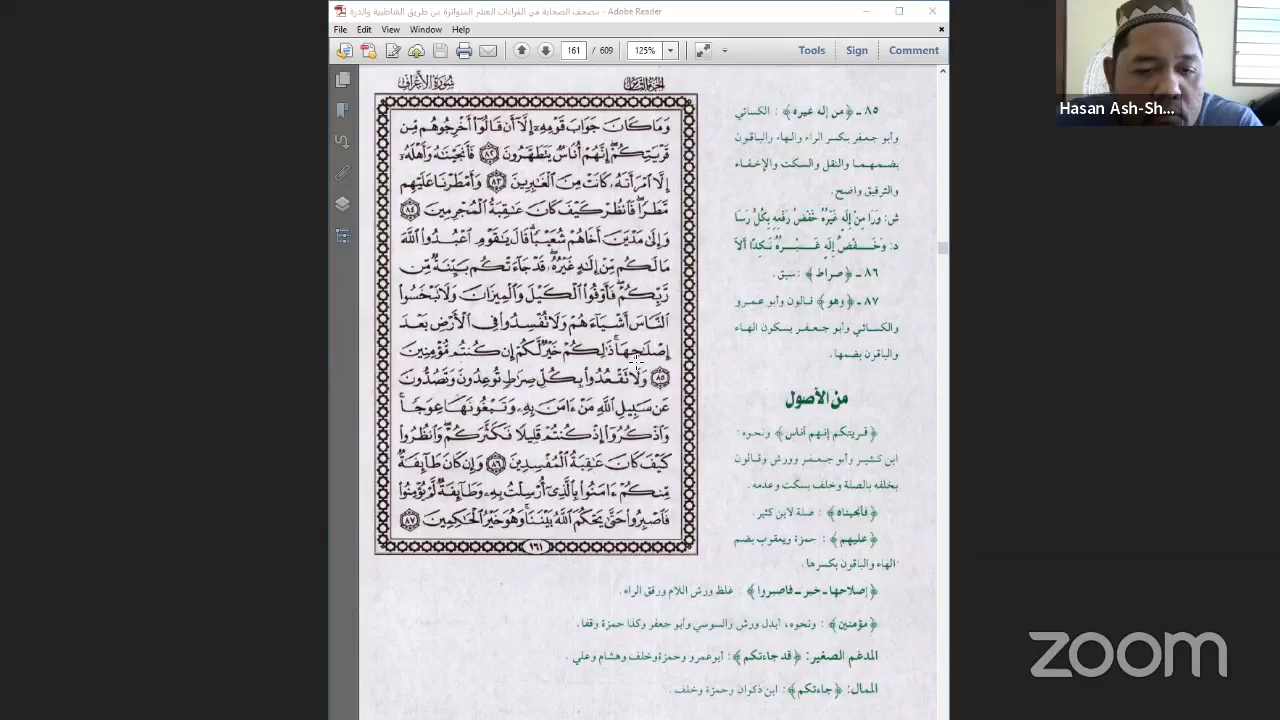 مصحف الصحابة في القراءات العشر المتواترة من طريق الشاطبية والدرة - Adobe Reader
File Edit View Window Help
161 / 609 125% Tools Sign Comment
Hasan Ash-Sh...
سورة الأعراف
وَمَا كَانَ جَوَابَ قَوْمِهِۦٓ إِلَّآ أَن قَالُوٓا۟ أَخْرِجُوهُم مِّن
قَرْيَتِكُمْ ۖ إِنَّهُمْ أُنَاسٌ يَتَطَهَّرُونَ ٨٢ فَأَنجَيْنَٰهُ وَأَهْلَهُۥٓ
إِلَّا ٱمْرَأَتَهُۥ كَانَتْ مِنَ ٱلْغَٰبِرِينَ ٨٣ وَأَمْطَرْنَا عَلَيْهِم
مَّطَرًا ۖ فَٱنظُرْ كَيْفَ كَانَ عَٰقِبَةُ ٱلْمُجْرِمِينَ ٨٤
وَإِلَىٰ مَدْيَنَ أَخَاهُمْ شُعَيْبًا ۗ قَالَ يَٰقَوْمِ ٱعْبُدُوا۟ ٱللَّهَ
مَا لَكُم مِّنْ إِلَٰهٍ غَيْرُهُۥ ۖ قَدْ جَآءَتْكُم بَيِّنَةٌ مِّن
رَّبِّكُمْ ۖ فَأَوْفُوا۟ ٱلْكَيْلَ وَٱلْمِيزَانَ وَلَا تَبْخَسُوا۟
ٱلنَّاسَ أَشْيَآءَهُمْ وَلَا تُفْسِدُوا۟ فِى ٱلْأَرْضِ بَعْدَ
إِصْلَٰحِهَا ۚ ذَٰلِكُمْ خَيْرٌ لَّكُمْ إِن كُنتُم مُّؤْمِنِينَ
٨٥ وَلَا تَقْعُدُوا۟ بِكُلِّ صِرَٰطٍ تُوعِدُونَ وَتَصُدُّونَ
عَن سَبِيلِ ٱللَّهِ مَنْ ءَامَنَ بِهِۦ وَتَبْغُونَهَا عِوَجًا ۚ
وَٱذْكُرُوٓا۟ إِذْ كُنتُمْ قَلِيلًا فَكَثَّرَكُمْ ۖ وَٱنظُرُوا۟
كَيْفَ كَانَ عَٰقِبَةُ ٱلْمُفْسِدِينَ ٨٦ وَإِن كَانَ طَآئِفَةٌ
مِّنكُمْ ءَامَنُوا۟ بِٱلَّذِىٓ أُرْسِلْتُ بِهِۦ وَطَآئِفَةٌ لَّمْ يُؤْمِنُوا۟
فَٱصْبِرُوا۟ حَتَّىٰ يَحْكُمَ ٱللَّهُ بَيْنَنَا ۚ وَهُوَ خَيْرُ ٱلْحَٰكِمِينَ ٨٧
١٦١
٨٥ ـ ﴿من إله غيره﴾ : الكسائي
وأبو جعفر بكسر الراء والهاء والباقون
بضمهما والنقل والسكت والإخفاء
والترقيق واضح.
ش: وَرَا مِنْ إِلَهٍ غَيْرُهُ خَفْضُ رَفْعِهِ بِكُلٍّ رَسَا
د: وَخَفْضُ إِلَهٍ غَيْرُهُ نَكِدًا أَلاَ
٨٦ ـ ﴿صراط﴾ : سبق.
٨٧ ـ ﴿وهو﴾ قالون وأبو عمرو
والكسائي وأبو جعفر بسكون الهاء
والباقون بضمها.
من الأصول
﴿قريتكم إنهم أناس﴾ ونحوه:
ابن كثير وأبو جعفر وورش وقالون
بخلفه بالصلة وخلف بسكت وعدمه.
﴿فأنجيناه﴾ : صلة لابن كثير.
﴿عليهم﴾ : حمزة ويعقوب بضم
الهاء والباقون بكسرها.
﴿إصلاحها ـ خير ـ فاصبروا﴾ : غلظ ورش اللام ورقق الراء.
﴿مؤمنين﴾ : ونحوه، أبدل ورش والسوسي وأبو جعفر وكذا حمزة وقفا.
المدغم الصغير: ﴿قد جاءتكم﴾ : أبو عمرو وحمزة وخلف وهشام وعلي.
الممال: ﴿جاءتكم﴾ : ابن ذكوان وحمزة وخلف.
zoom